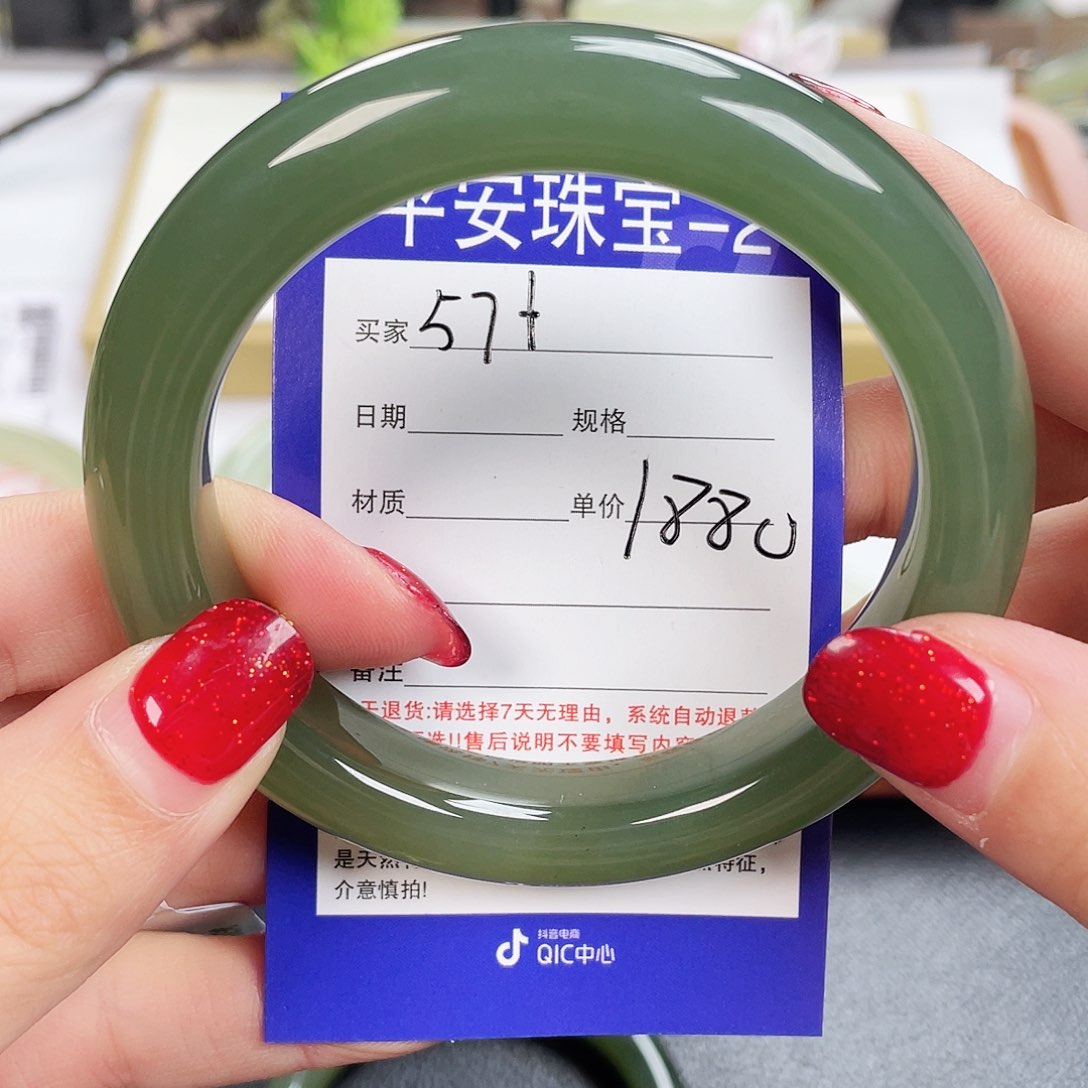 平安珠宝-2
买家 57+
日期 规格
材质 单价 1880
备注
天退货:请选择7天无理由，系统自动退
选!!售后说明不要填写内容
是天然
特征，
介意慎拍!
抖音电商
QIC中心